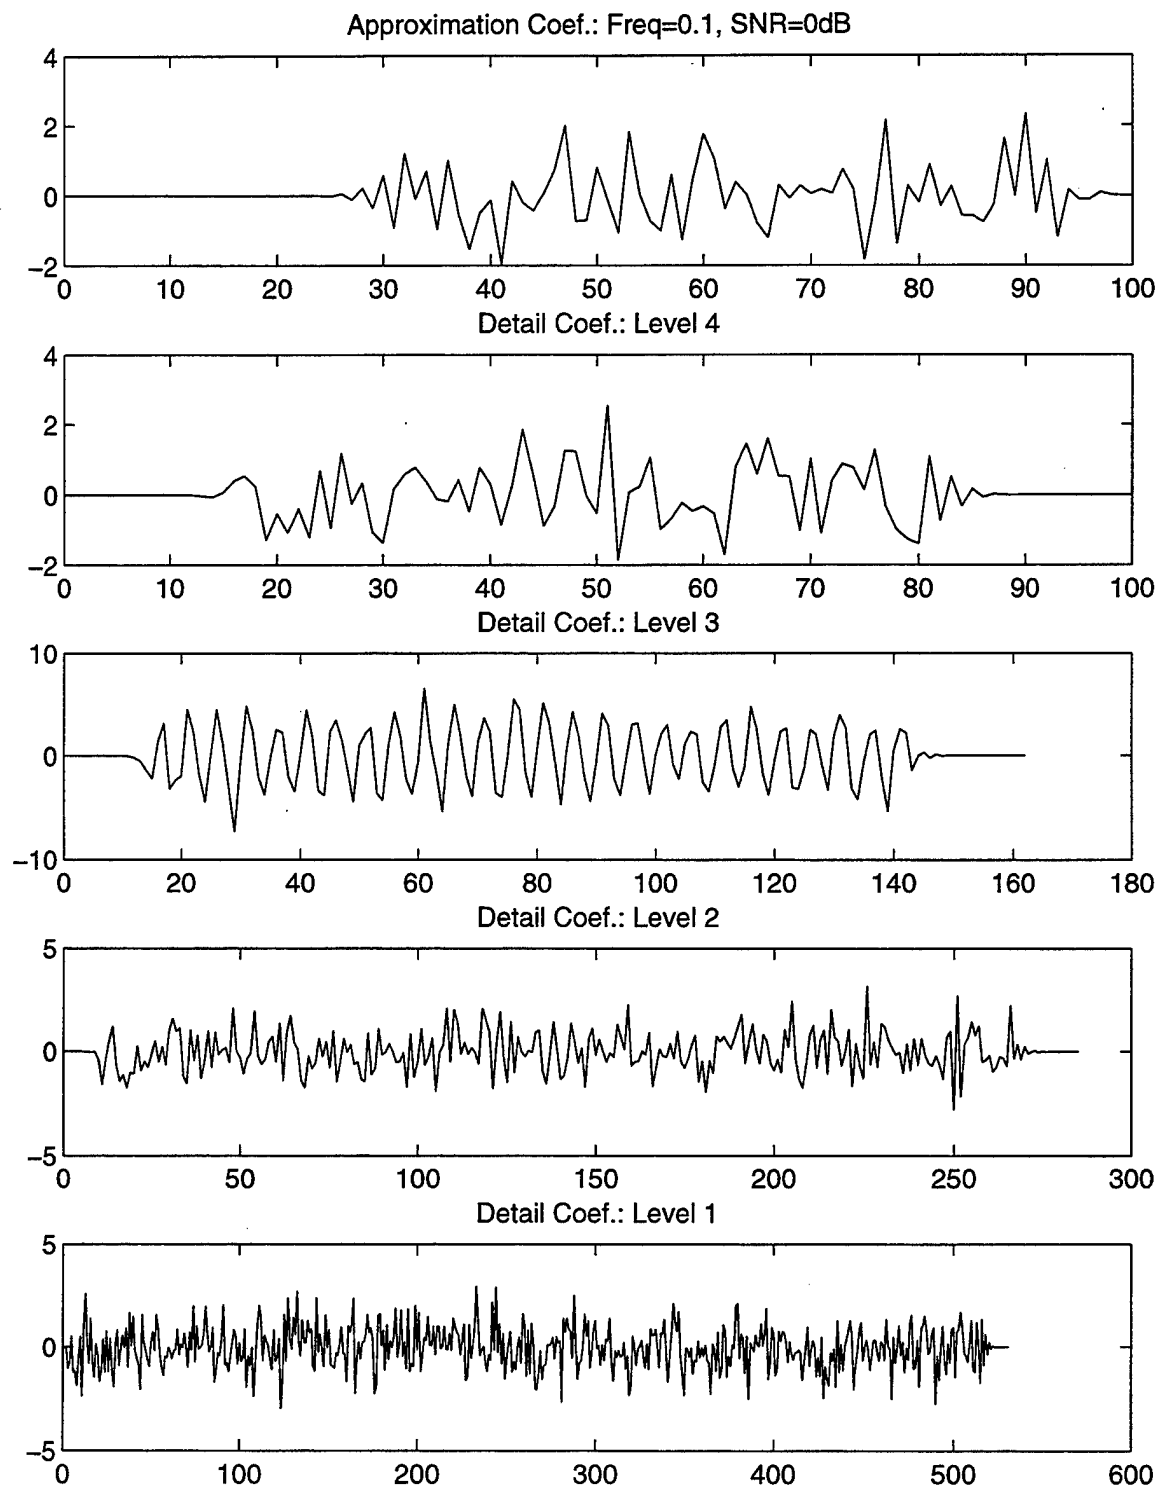 Approximation Coef.: Freq=0.1, SNR=0dB
4
2
0
−2
0 10 20 30 40 50 60 70 80 90 100
Detail Coef.: Level 4
4
2
0
−2
0 10 20 30 40 50 60 70 80 90 100
Detail Coef.: Level 3
10
0
−10
0 20 40 60 80 100 120 140 160 180
Detail Coef.: Level 2
5
0
−5
0 50 100 150 200 250 300
Detail Coef.: Level 1
5
0
−5
0 100 200 300 400 500 600